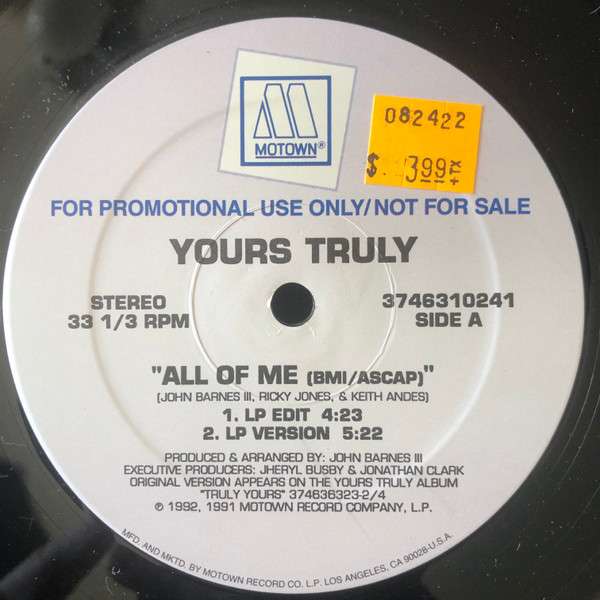 MOTOWN®
082422
$. 3.99 +TX
FOR PROMOTIONAL USE ONLY/NOT FOR SALE
YOURS TRULY
STEREO
33 1/3 RPM
3746310241
SIDE A
"ALL OF ME (BMI/ASCAP)"
(JOHN BARNES III, RICKY JONES, & KEITH ANDES)
1. LP EDIT 4:23
2. LP VERSION 5:22
PRODUCED & ARRANGED BY: JOHN BARNES III
EXECUTIVE PRODUCERS: JHERYL BUSBY & JONATHAN CLARK
ORIGINAL VERSION APPEARS ON THE YOURS TRULY ALBUM
"TRULY YOURS" 374636323-2/4
℗ 1992, 1991 MOTOWN RECORD COMPANY, L.P.
MFD. AND MKTD. BY MOTOWN RECORD CO. L.P. LOS ANGELES, CA 90028-U.S.A.